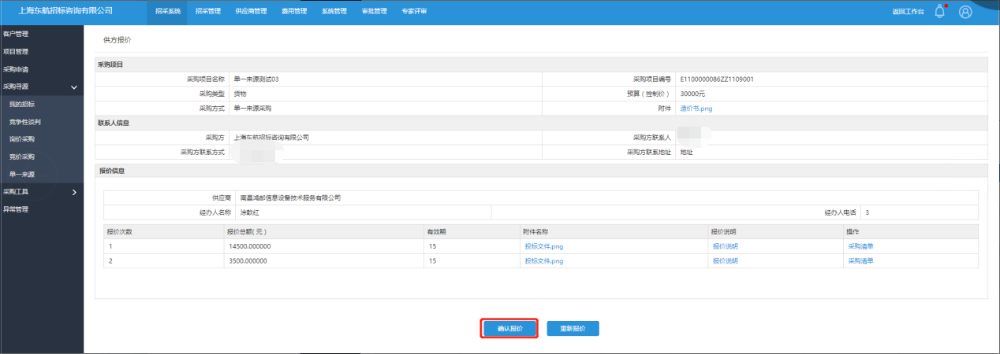 上海东航招标咨询有限公司 招采系统 招采管理 供应商管理 费用管理 系统管理 审批管理 专家评审 返回工作台
客户管理
项目管理
采购申请
采购寻源
我的招标
竞争性谈判
询价采购
竞价采购
单一来源
采购工具
异常管理
供方报价
采购项目
采购项目名称 单一来源测试03 采购项目编号 E1100000086ZZ1109001
采购类型 货物 预算（控制价） 30000元
采购方式 单一来源采购 附件 造价书.png
联系人信息
采购方 上海东航招标咨询有限公司 采购方联系人
采购方联系方式 采购方联系地址 地址
报价信息
供应商 南昌鸿邮信息设备技术服务有限公司
经办人名称 涂歆红 经办人电话 3
报价次数 报价总额(元) 有效期 附件名称 报价说明 操作
1 14500.000000 15 投标文件.png 报价说明 采购清单
2 3500.000000 15 投标文件.png 报价说明 采购清单
确认报价 重新报价